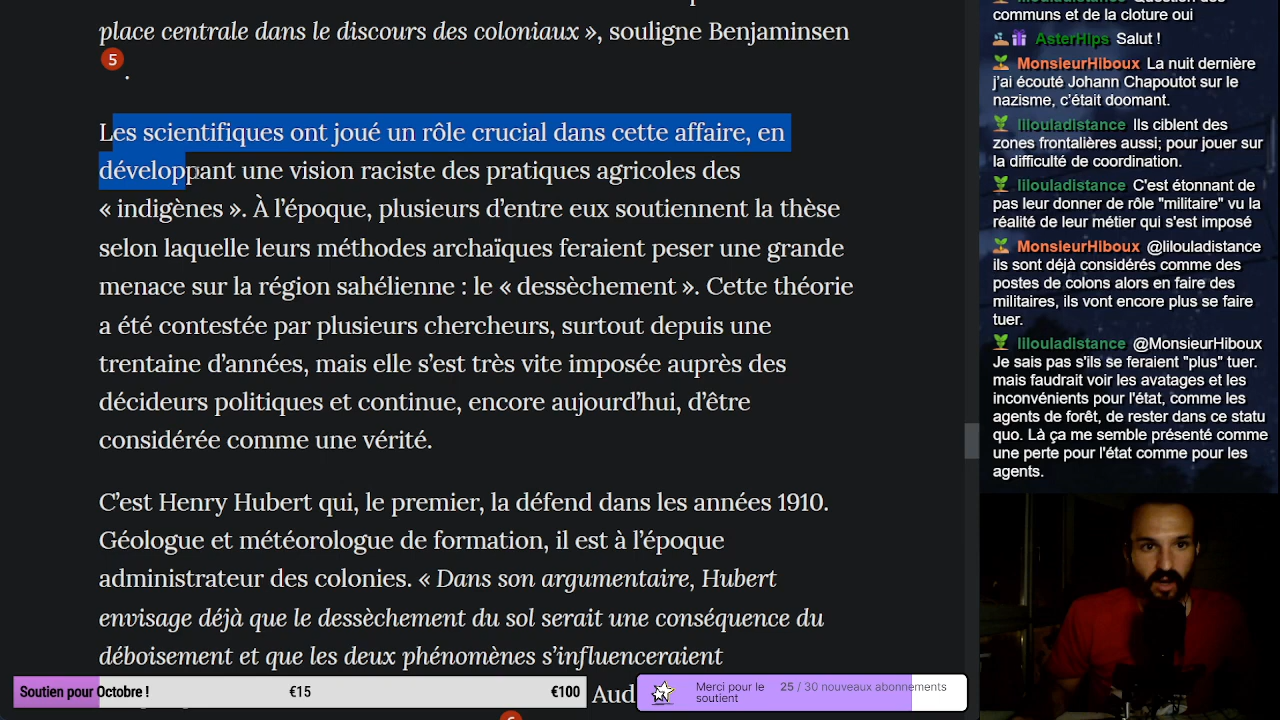 place centrale dans le discours des coloniaux », souligne Benjaminsen
5
.
Les scientifiques ont joué un rôle crucial dans cette affaire, en
développant une vision raciste des pratiques agricoles des
« indigènes ». À l’époque, plusieurs d’entre eux soutiennent la thèse
selon laquelle leurs méthodes archaïques feraient peser une grande
menace sur la région sahélienne : le « dessèchement ». Cette théorie
a été contestée par plusieurs chercheurs, surtout depuis une
trentaine d’années, mais elle s’est très vite imposée auprès des
décideurs politiques et continue, encore aujourd’hui, d’être
considérée comme une vérité.
C’est Henry Hubert qui, le premier, la défend dans les années 1910.
Géologue et météorologue de formation, il est à l’époque
administrateur des colonies. « Dans son argumentaire, Hubert
envisage déjà que le dessèchement du sol serait une conséquence du
déboisement et que les deux phénomènes s’influenceraient
Aud
Soutien pour Octobre !
€15
€100
Merci pour le
soutient
25 / 30 nouveaux abonnements
communs et de la cloture oui
AsterHips Salut !
MonsieurHiboux La nuit dernière
j’ai écouté Johann Chapoutot sur le
nazisme, c’était doomant.
lilouladistance Ils ciblent des
zones frontalières aussi; pour jouer sur
la difficulté de coordination.
lilouladistance C'est étonnant de
pas leur donner de rôle "militaire" vu la
réalité de leur métier qui s'est imposé
MonsieurHiboux @lilouladistance
ils sont déjà considérés comme des
postes de colons alors en faire des
militaires, ils vont encore plus se faire
tuer.
lilouladistance @MonsieurHiboux
Je sais pas s'ils se feraient "plus" tuer.
mais faudrait voir les avatages et les
inconvénients pour l'état, comme les
agents de forêt, de rester dans ce statu
quo. Là ça me semble présenté comme
une perte pour l'état comme pour les
agents.